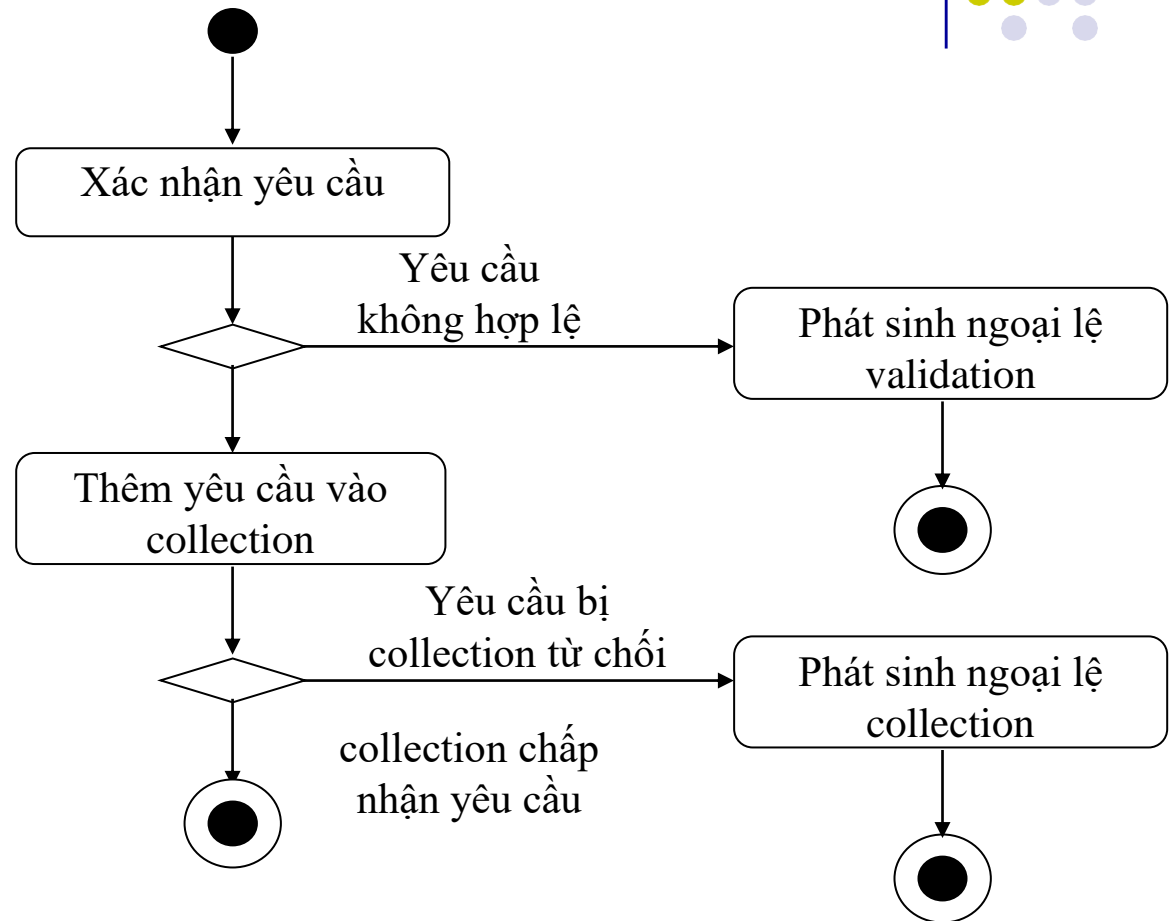 Xác nhận yêu cầu
Yêu cầu
không hợp lệ
Phát sinh ngoại lệ
validation
Thêm yêu cầu vào
collection
Yêu cầu bị
collection từ chối
Phát sinh ngoại lệ
collection
collection chấp
nhận yêu cầu